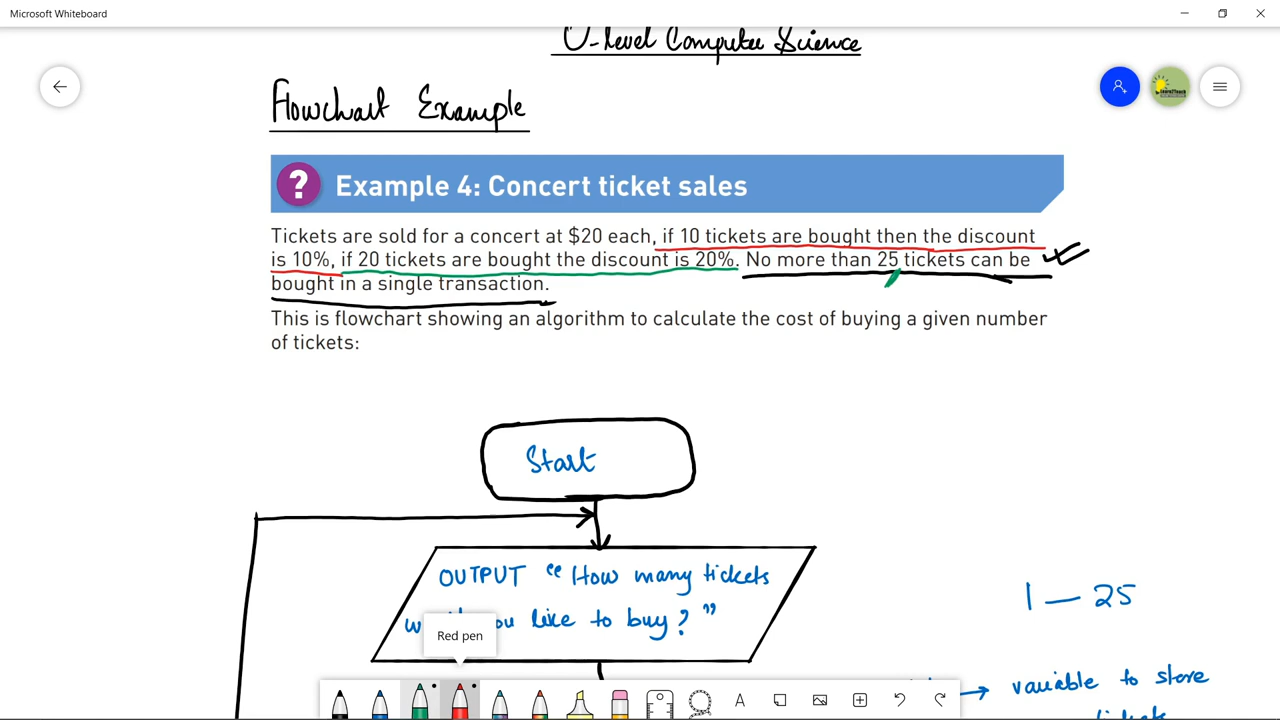 Microsoft Whiteboard
O-level Computer Science
Flowchart Example
? Example 4: Concert ticket sales
Tickets are sold for a concert at $20 each, if 10 tickets are bought then the discount
is 10%, if 20 tickets are bought the discount is 20%. No more than 25 tickets can be
bought in a single transaction.
This is flowchart showing an algorithm to calculate the cost of buying a given number
of tickets:
Start
OUTPUT "How many tickets
like to buy?"
1 — 25
Red pen
variable to store
tickets
A